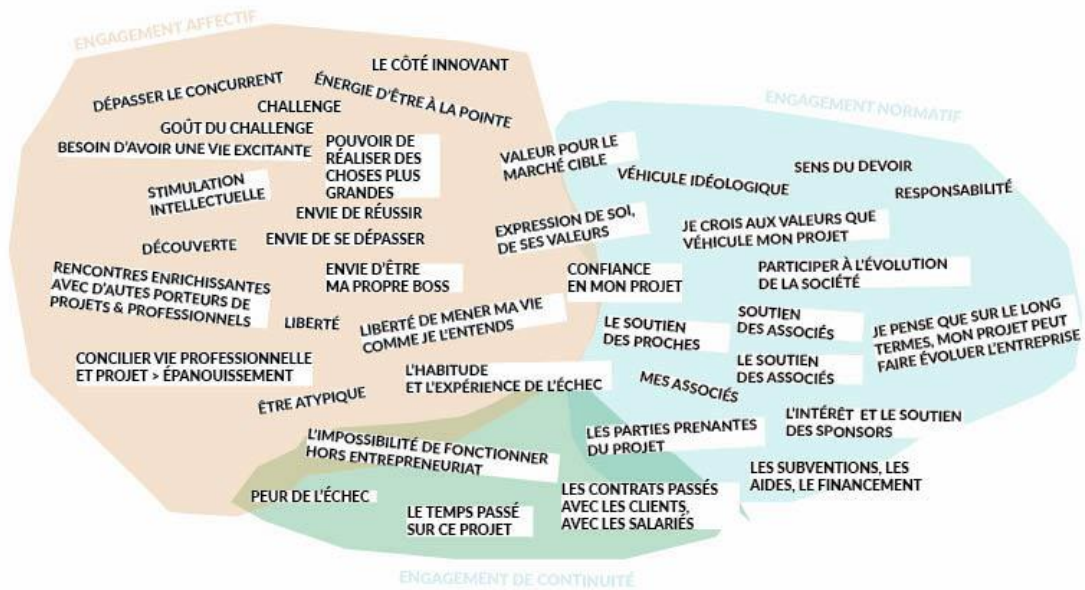 ENGAGEMENT AFFECTIF
LE CÔTÉ INNOVANT
DÉPASSER LE CONCURRENT
ÉNERGIE D'ÊTRE À LA POINTE
CHALLENGE
GOÛT DU CHALLENGE
BESOIN D'AVOIR UNE VIE EXCITANTE
POUVOIR DE
RÉALISER DES
CHOSES PLUS
GRANDES
STIMULATION
INTELLECTUELLE
ENVIE DE RÉUSSIR
DÉCOUVERTE
ENVIE DE SE DÉPASSER
RENCONTRES ENRICHISSANTES
AVEC D'AUTRES PORTEURS DE
PROJETS & PROFESSIONNELS
ENVIE D'ÊTRE
MA PROPRE BOSS
LIBERTÉ
LIBERTÉ DE MENER MA VIE
COMME JE L'ENTENDS
CONCILIER VIE PROFESSIONNELLE
ET PROJET > ÉPANOUISSEMENT
L'HABITUDE
ET L'EXPÉRIENCE DE L'ÉCHEC
ÊTRE ATYPIQUE
ENGAGEMENT NORMATIF
VALEUR POUR LE
MARCHÉ CIBLE
VÉHICULE IDÉOLOGIQUE
SENS DU DEVOIR
RESPONSABILITÉ
EXPRESSION DE SOI,
DE SES VALEURS
JE CROIS AUX VALEURS QUE
VÉHICULE MON PROJET
CONFIANCE
EN MON PROJET
PARTICIPER À L'ÉVOLUTION
DE LA SOCIÉTÉ
LE SOUTIEN
DES PROCHES
SOUTIEN
DES ASSOCIÉS
JE PENSE QUE SUR LE LONG
TERMES, MON PROJET PEUT
FAIRE ÉVOLUER L'ENTREPRISE
LE SOUTIEN
DES ASSOCIÉS
MES ASSOCIÉS
L'INTÉRÊT ET LE SOUTIEN
DES SPONSORS
LES PARTIES PRENANTES
DU PROJET
LES SUBVENTIONS, LES
AIDES, LE FINANCEMENT
L'IMPOSSIBILITÉ DE FONCTIONNER
HORS ENTREPRENEURIAT
PEUR DE L'ÉCHEC
LE TEMPS PASSÉ
SUR CE PROJET
LES CONTRATS PASSÉS
AVEC LES CLIENTS,
AVEC LES SALARIÉS
ENGAGEMENT DE CONTINUITÉ